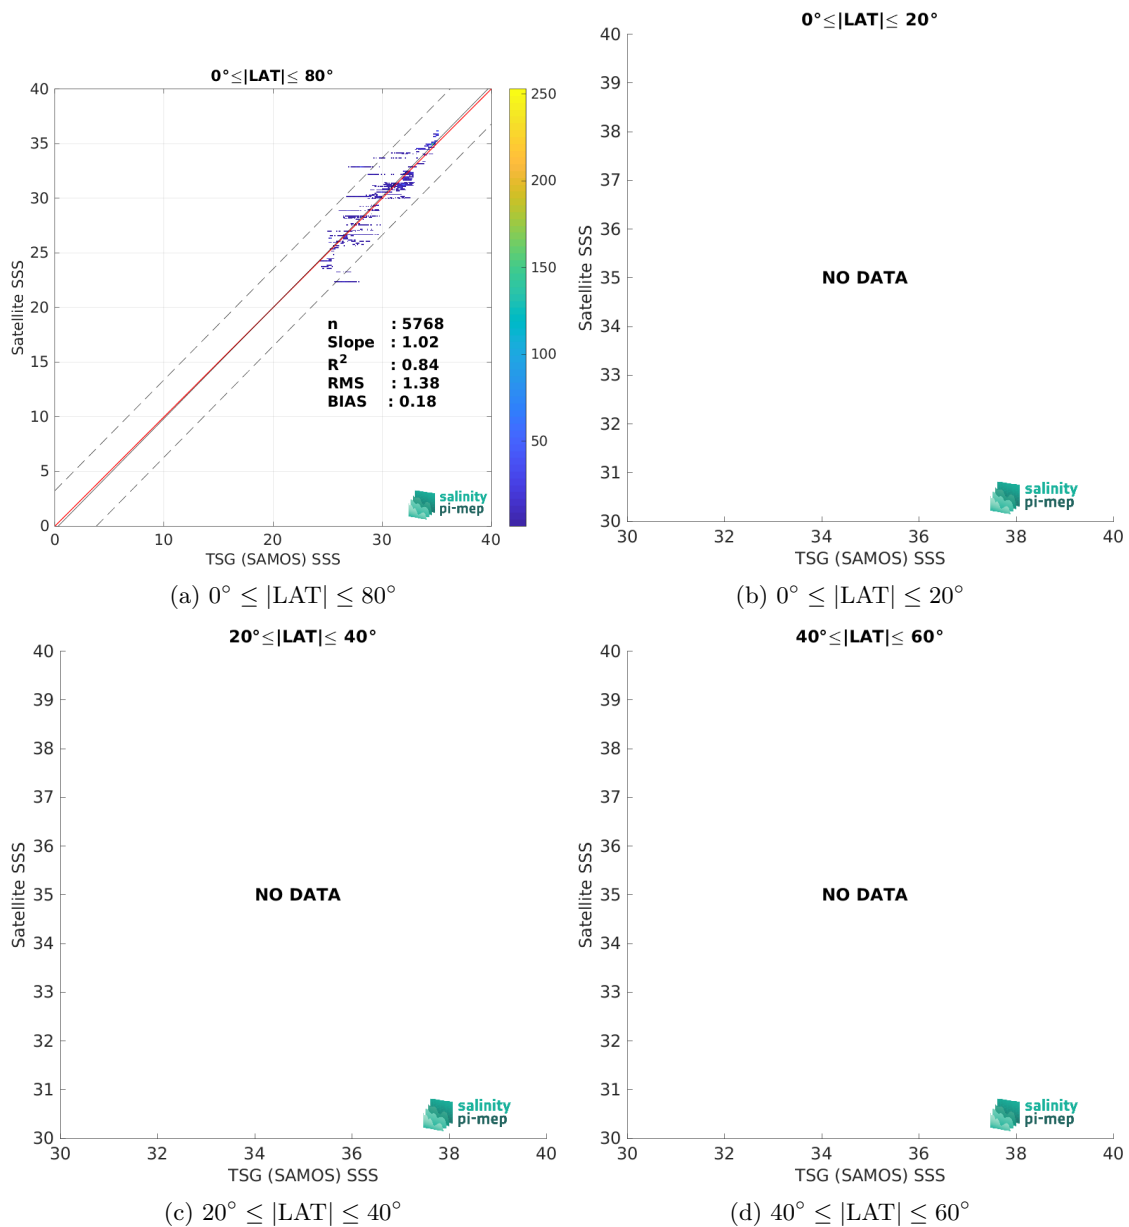 0°≤|LAT|≤ 80°
40
35
30
25
20
15
10
5
0
Satellite SSS
n : 5768
Slope : 1.02
R² : 0.84
RMS : 1.38
BIAS : 0.18
salinity
pi-mep
0 10 20 30 40
TSG (SAMOS) SSS
250
200
150
100
50
(a) 0° ≤ |LAT| ≤ 80°
0°≤|LAT|≤ 20°
40
39
38
37
36
35
34
33
32
31
30
Satellite SSS
NO DATA
salinity
pi-mep
30 32 34 36 38 40
TSG (SAMOS) SSS
(b) 0° ≤ |LAT| ≤ 20°
20°≤|LAT|≤ 40°
40
39
38
37
36
35
34
33
32
31
30
Satellite SSS
NO DATA
salinity
pi-mep
30 32 34 36 38 40
TSG (SAMOS) SSS
(c) 20° ≤ |LAT| ≤ 40°
40°≤|LAT|≤ 60°
40
39
38
37
36
35
34
33
32
31
30
Satellite SSS
NO DATA
salinity
pi-mep
30 32 34 36 38 40
TSG (SAMOS) SSS
(d) 40° ≤ |LAT| ≤ 60°